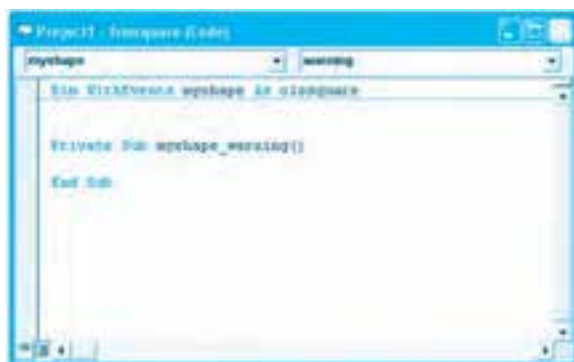 Project1 - frmsquare (Code)
myshape warning
Dim WithEvents myshape As clssquare
Private Sub myshape_warning()
End Sub